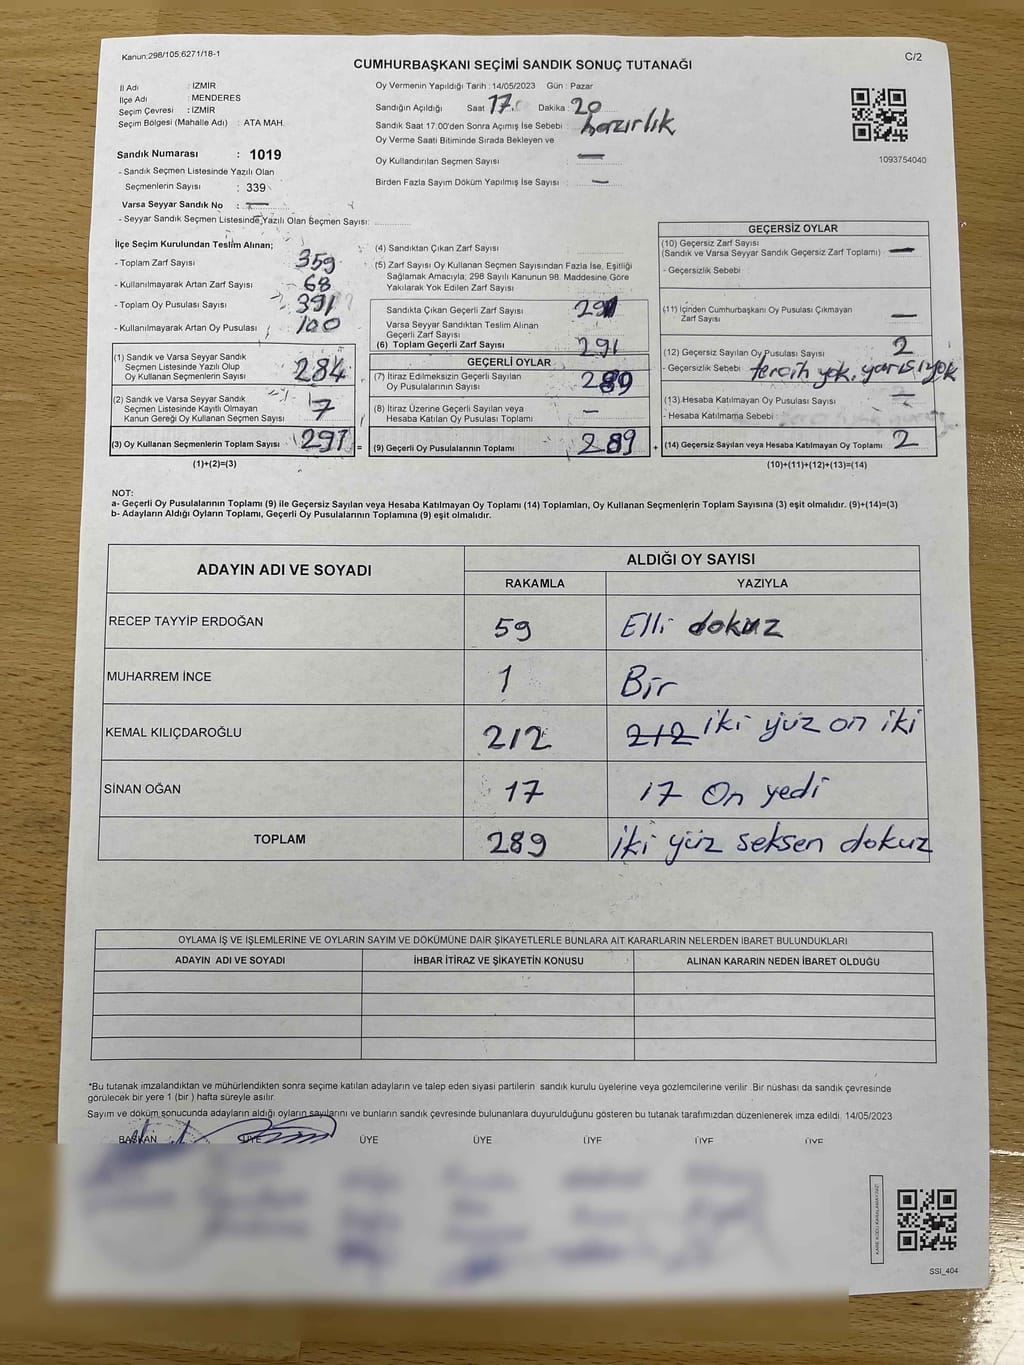 Kanun;298/105;6271/18-1
C/2
CUMHURBAŞKANI SEÇİMİ SANDIK SONUÇ TUTANAĞI
İl Adı : İZMİR
İlçe Adı : MENDERES
Seçim Çevresi : İZMİR
Seçim Bölgesi (Mahalle Adı) : ATA MAH.
Oy Vermenin Yapıldığı Tarih :14/05/2023 Gün : Pazar
Sandığın Açıldığı Saat 17 Dakika : 20
Sandık Saat 17.00'den Sonra Açımış İse Sebebi : hazırlık
Oy Verme Saati Bitiminde Sırada Bekleyen ve
Oy Kullandırılan Seçmen Sayısı : —
Birden Fazla Sayım Döküm Yapılmış İse Sayısı : —
1093754040
Sandık Numarası : 1019
- Sandık Seçmen Listesinde Yazılı Olan
Seçmenlerin Sayısı : 339
Varsa Seyyar Sandık No : —
- Seyyar Sandık Seçmen Listesinde Yazılı Olan Seçmen Sayısı:
İlçe Seçim Kurulundan Teslim Alınan;
- Toplam Zarf Sayısı 359
- Kullanılmayarak Artan Zarf Sayısı 68
- Toplam Oy Pusulası Sayısı 391
- Kullanılmayarak Artan Oy Pusulası 100
(1) Sandık ve Varsa Seyyar Sandık
Seçmen Listesinde Yazılı Olup
Oy Kullanan Seçmenlerin Sayısı 284
(2) Sandık ve Varsa Seyyar Sandık
Seçmen Listesinde Kayıtlı Olmayan
Kanun Gereği Oy Kullanan Seçmen Sayısı 7
(3) Oy Kullanan Seçmenlerin Toplam Sayısı 291 =
(1)+(2)=(3)
(4) Sandıktan Çıkan Zarf Sayısı
(5) Zarf Sayısı Oy Kullanan Seçmen Sayısından Fazla İse, Eşitliği
Sağlamak Amacıyla; 298 Sayılı Kanunun 98. Maddesine Göre
Yakılarak Yok Edilen Zarf Sayısı
Sandıkta Çıkan Geçerli Zarf Sayısı 291
Varsa Seyyar Sandıktan Teslim Alınan
Geçerli Zarf Sayısı
(6) Toplam Geçerli Zarf Sayısı 291
GEÇERLİ OYLAR
(7) İtiraz Edilmeksizin Geçerli Sayılan
Oy Pusulalarının Sayısı 289
(8) İtiraz Üzerine Geçerli Sayılan veya
Hesaba Katılan Oy Pusulaları Toplamı —
(9) Geçerli Oy Pusulalarının Toplamı 289 +
GEÇERSİZ OYLAR
(10) Geçersiz Zarf Sayısı
(Sandık ve Varsa Seyyar Sandık Geçersiz Zarf Toplamı) —
- Geçersizlik Sebebi
(11) İçinden Cumhurbaşkanı Oy Pusulası Çıkmayan
Zarf Sayısı —
(12) Geçersiz Sayılan Oy Pusulası Sayısı 2
- Geçersizlik Sebebi tercih yok, yarısı yok
(13) Hesaba Katılmayan Oy Pusulası Sayısı —
- Hesaba Katılmama Sebebi
(14) Geçersiz Sayılan veya Hesaba Katılmayan Oy Toplamı 2
(10)+(11)+(12)+(13)=(14)
NOT:
a- Geçerli Oy Pusulalarının Toplamı (9) ile Geçersiz Sayılan veya Hesaba Katılmayan Oy Toplamı (14) Toplamları, Oy Kullanan Seçmenlerin Toplam Sayısına (3) eşit olmalıdır. (9)+(14)=(3)
b- Adayların Aldığı Oyların Toplamı, Geçerli Oy Pusulalarının Toplamına (9) eşit olmalıdır.
ADAYIN ADI VE SOYADI
ALDIĞI OY SAYISI
RAKAMLA YAZIYLA
RECEP TAYYİP ERDOĞAN 59 Elli dokuz
MUHARREM İNCE 1 Bir
KEMAL KILIÇDAROĞLU 212 212 iki yüz on iki
SİNAN OĞAN 17 17 On yedi
TOPLAM 289 iki yüz seksen dokuz
OYLAMA İŞ VE İŞLEMLERİNE VE OYLARIN SAYIM VE DÖKÜMÜNE DAİR ŞİKAYETLERLE BUNLARA AİT KARARLARIN NELERDEN İBARET BULUNDUKLARI
ADAYIN ADI VE SOYADI İHBAR İTİRAZ VE ŞİKAYETİN KONUSU ALINAN KARARIN NEDEN İBARET OLDUĞU
*Bu tutanak imzalandıktan ve mühürlendikten sonra seçime katılan adayların ve talep eden siyasi partilerin sandık kurulu üyelerine veya gözlemcilerine verilir. Bir nüshası da sandık çevresinde
görülecek bir yere 1 (bir ) hafta süreyle asılır.
Sayım ve döküm sonucunda adayların aldığı oyların sayılarını ve bunların sandık çevresinde bulunanlara duyurulduğunu gösteren bu tutanak tarafımızdan düzenlenerek imza edildi. 14/05/2023
BAŞKAN ÜYE ÜYE ÜYE ÜYE ÜYE ÜYE
KARE KODU KARALAMAYINIZ!
SSI_404